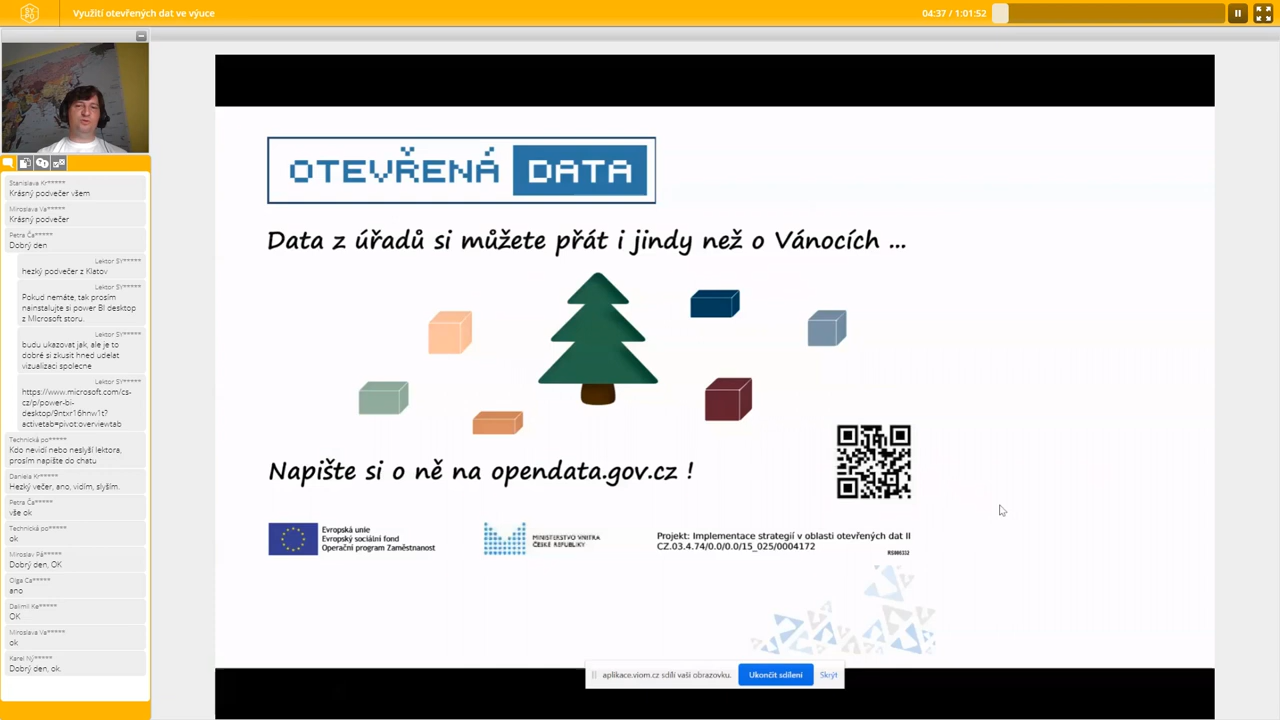 SYPO
Využití otevřených dat ve výuce
04:37 / 1:01:52
Stanislava Kr*****
Krásný podvečer všem
Miroslava Va*****
Krásný podvečer
Petra Ča*****
Dobrý den
Lektor SY*****
hezký podvečer z Klatov
Lektor SY*****
Pokud nemáte, tak prosím
nainstalujte si power BI desktop
z Microsoft storu.
Lektor SY*****
budu ukazovat jak, ale je to
dobré si zkusit hned udelat
vizualizaci spolecne
Lektor SY*****
https://www.microsoft.com/cs-
cz/p/power-bi-
desktop/9ntxr16hnw1t?
activetab=pivot:overviewtab
Technická po*****
Kdo nevidí nebo neslyší lektora,
prosím napište do chatu
Daniela Kr*****
Hezký večer, ano, vidím, slyším.
Petra Ča*****
vše ok
Technická po*****
ok
Miroslav Pá*****
Dobrý den, OK
Olga Ca*****
ano
Dalimil Ke*****
OK
Miroslava Va*****
ok
Karel Ný*****
Dobrý den, ok.
OTEVŘENÁ DATA
Data z úřadů si můžete přát i jindy než o Vánocích ...
Napište si o ně na opendata.gov.cz !
Evropská unie
Evropský sociální fond
Operační program Zaměstnanost
MINISTERSTVO VNITRA
ČESKÉ REPUBLIKY
Projekt: Implementace strategií v oblasti otevřených dat II
CZ.03.4.74/0.0/0.0/15_025/0004172
aplikace.viom.cz sdílí vaši obrazovku.
Ukončit sdílení
Skrýt